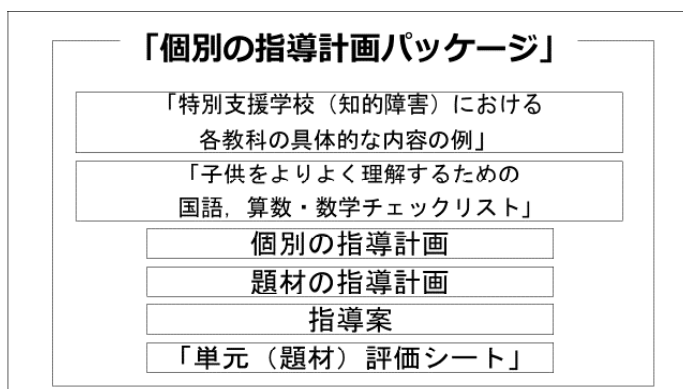 「個別の指導計画パッケージ」
「特別支援学校（知的障害）における
各教科の具体的な内容の例」
「子供をよりよく理解するための
国語，算数・数学チェックリスト」
個別の指導計画
題材の指導計画
指導案
「単元（題材）評価シート」